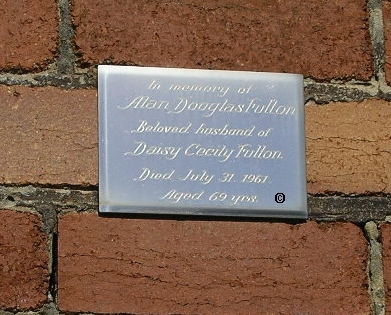 In memory of
Alan Douglas Fullon
Beloved husband of
Daisy Cecily Fullon.
Died July 31. 1961.
Aged 69 yrs.
©